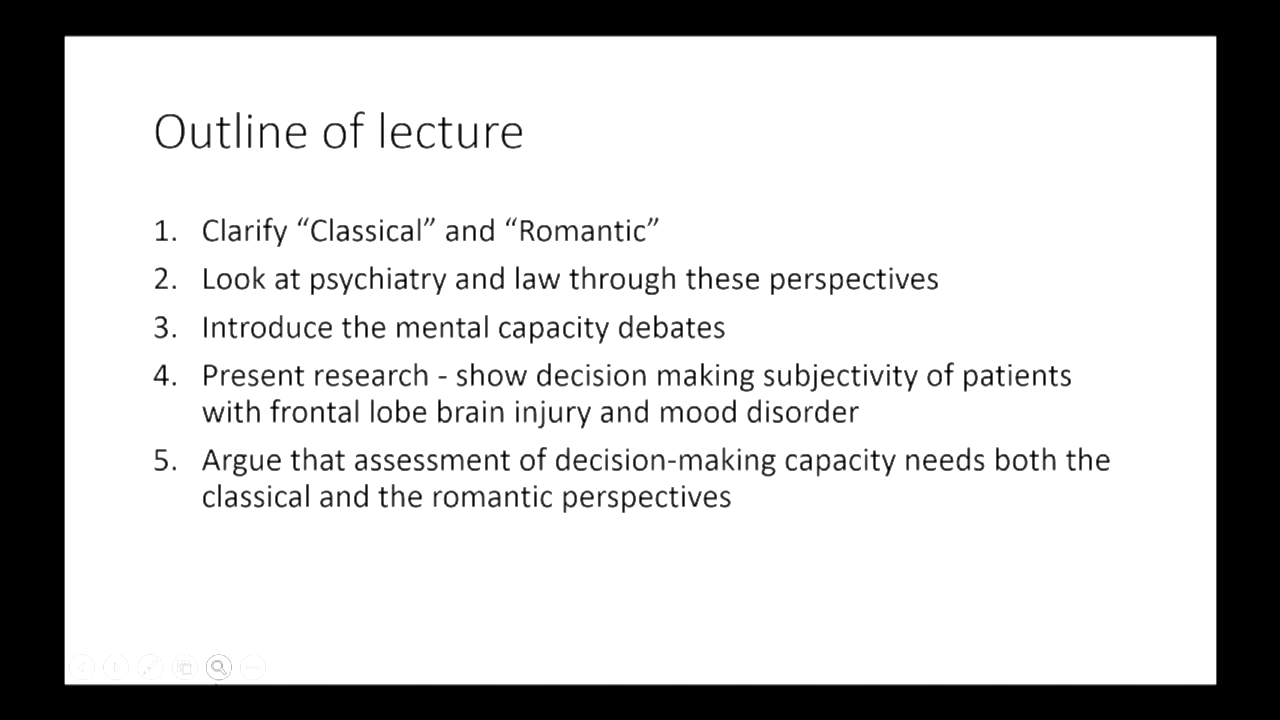 Outline of lecture
1. Clarify “Classical” and “Romantic”
2. Look at psychiatry and law through these perspectives
3. Introduce the mental capacity debates
4. Present research - show decision making subjectivity of patients
with frontal lobe brain injury and mood disorder
5. Argue that assessment of decision-making capacity needs both the
classical and the romantic perspectives